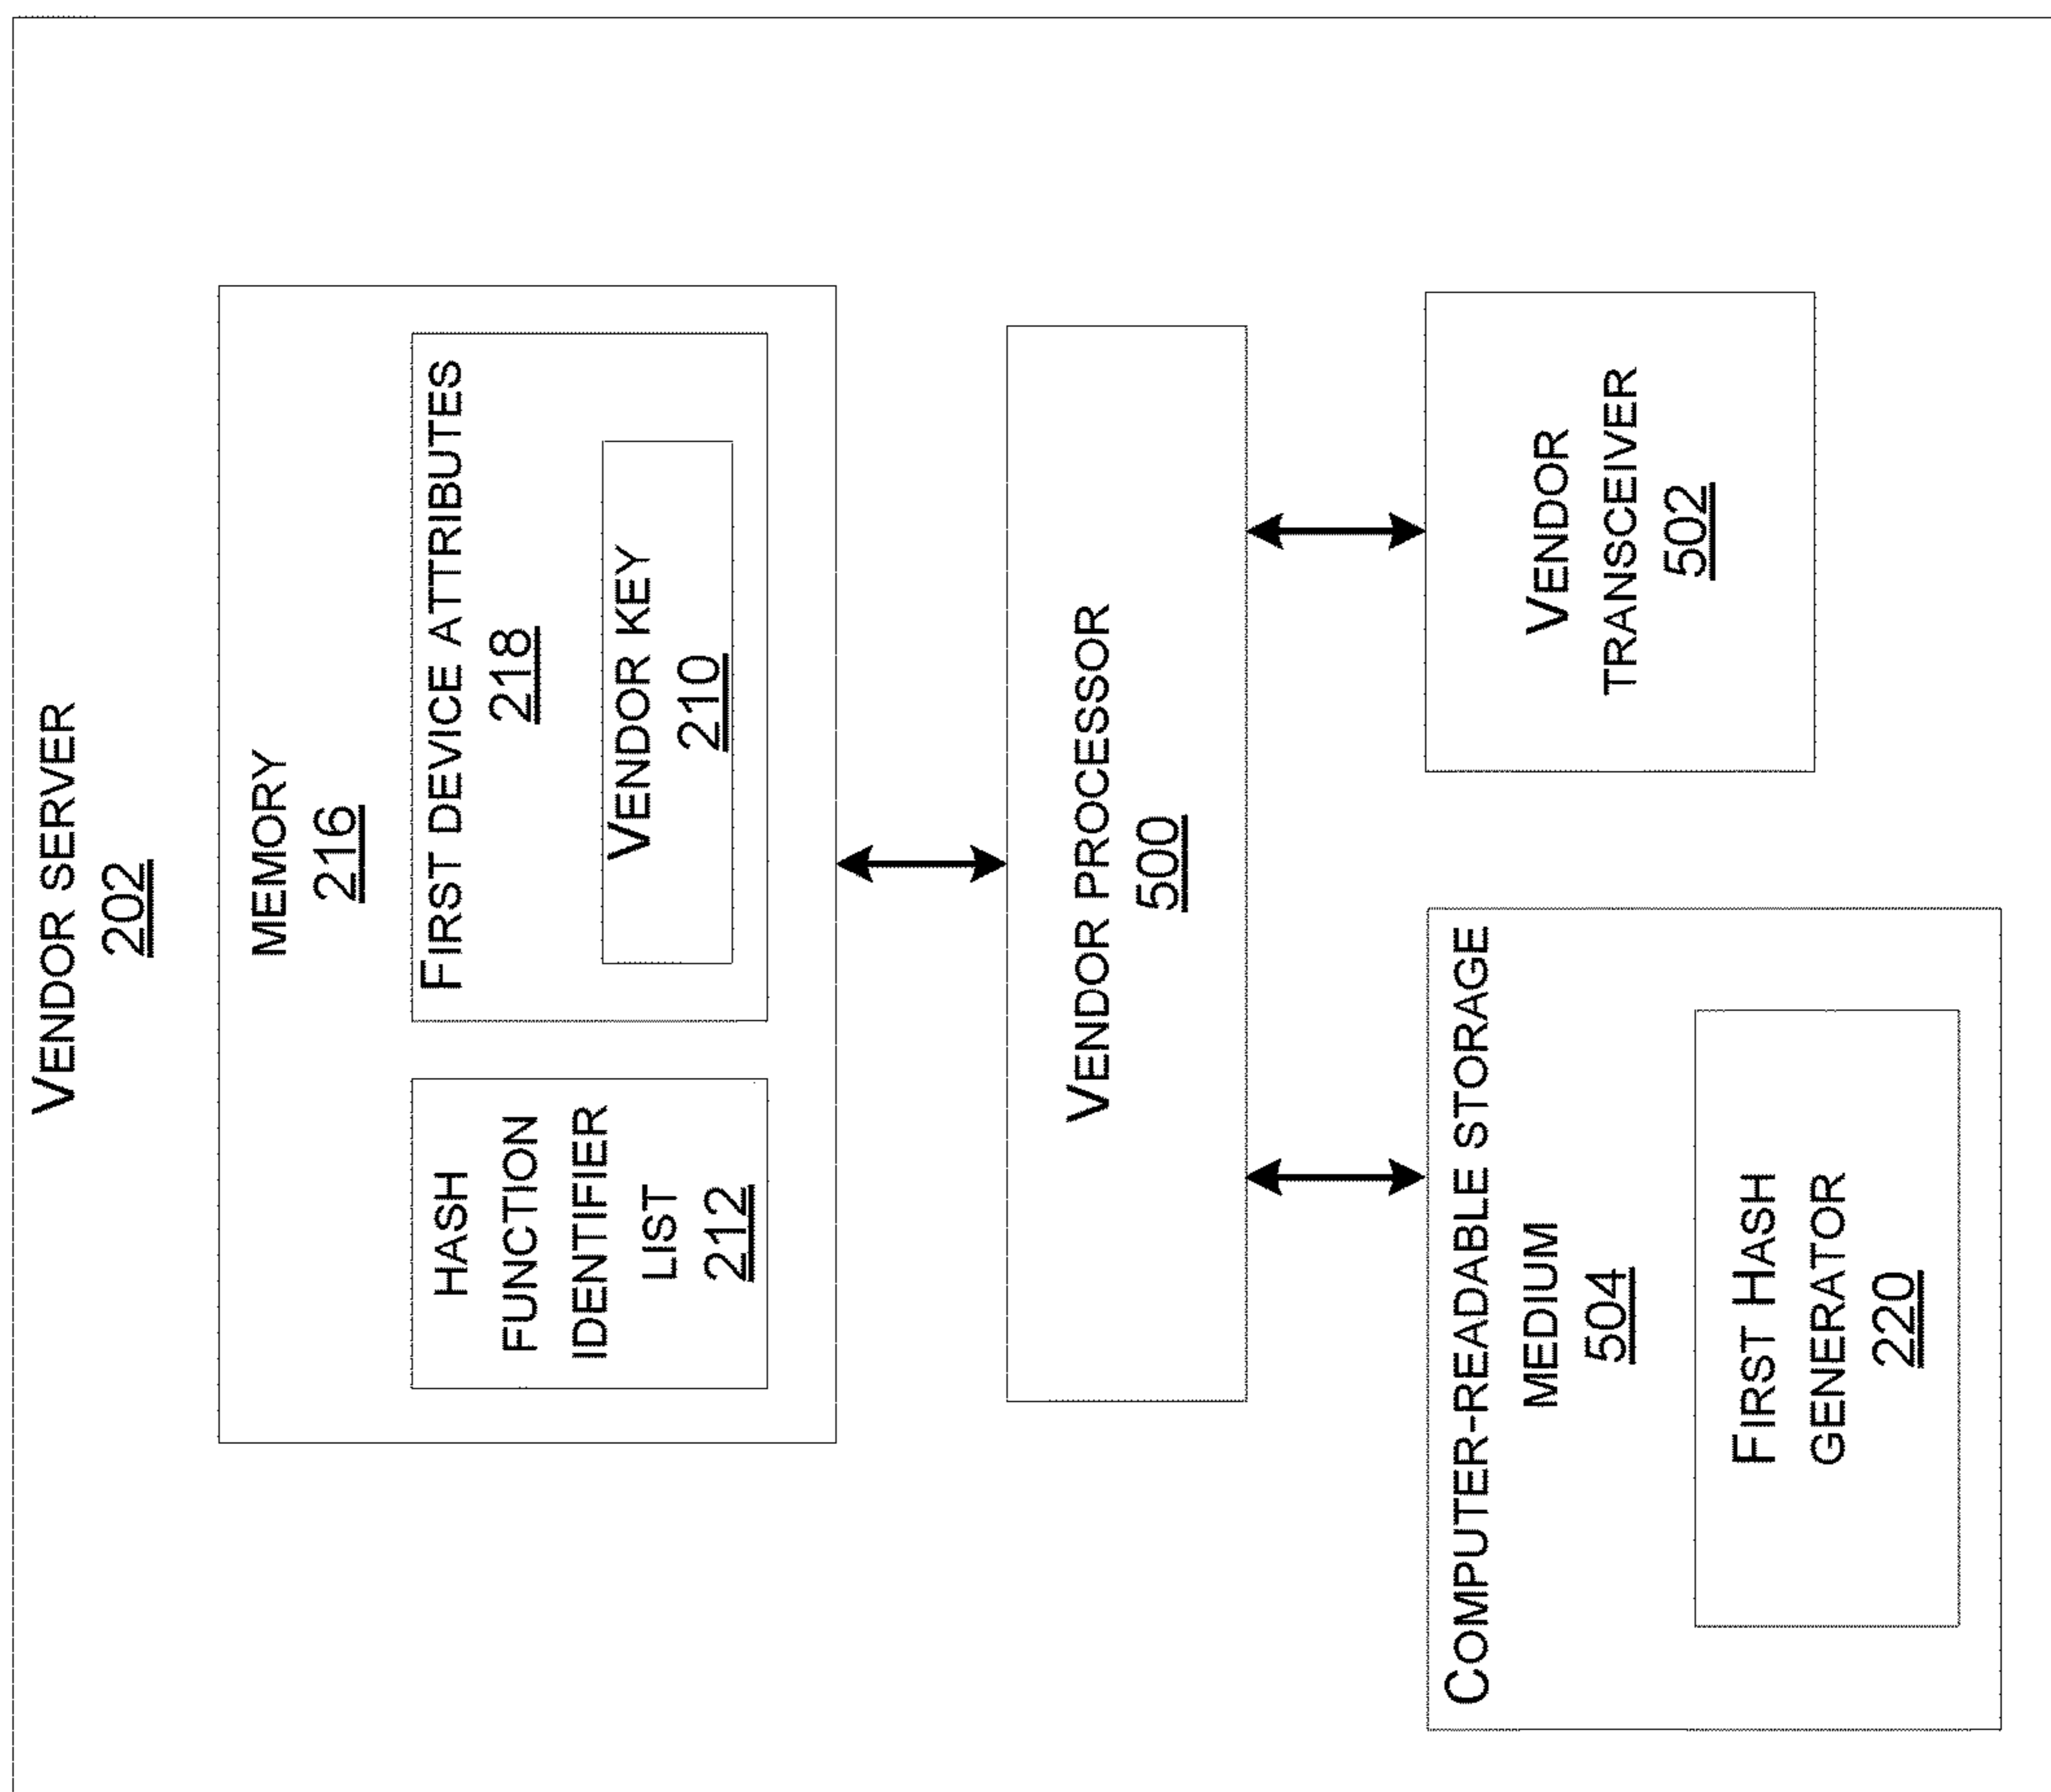 VENDOR SERVER
202
MEMORY
216
HASH
FUNCTION
IDENTIFIER
LIST
212
FIRST DEVICE ATTRIBUTES
218
VENDOR KEY
210
VENDOR PROCESSOR
500
COMPUTER-READABLE STORAGE
MEDIUM
504
FIRST HASH
GENERATOR
220
VENDOR
TRANSCEIVER
502